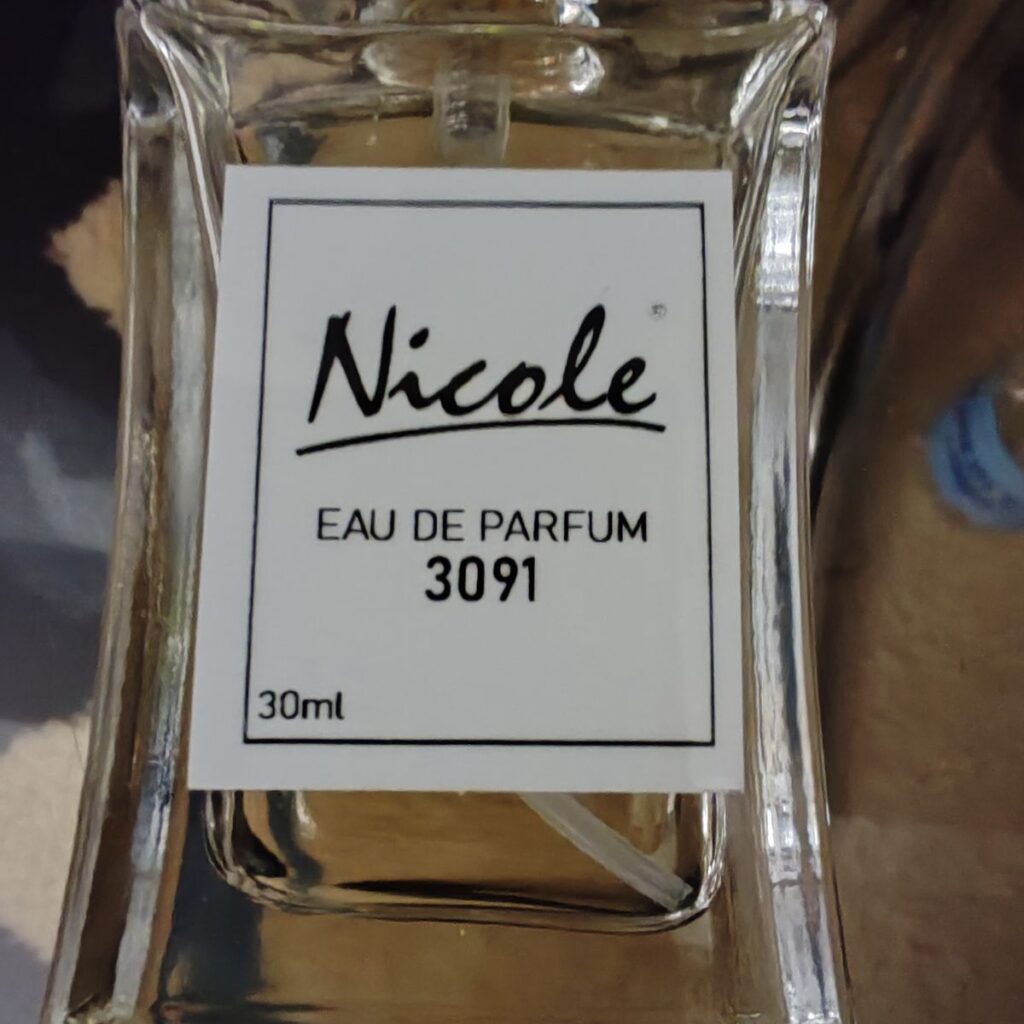 Nicole®
EAU DE PARFUM
3091
30ml